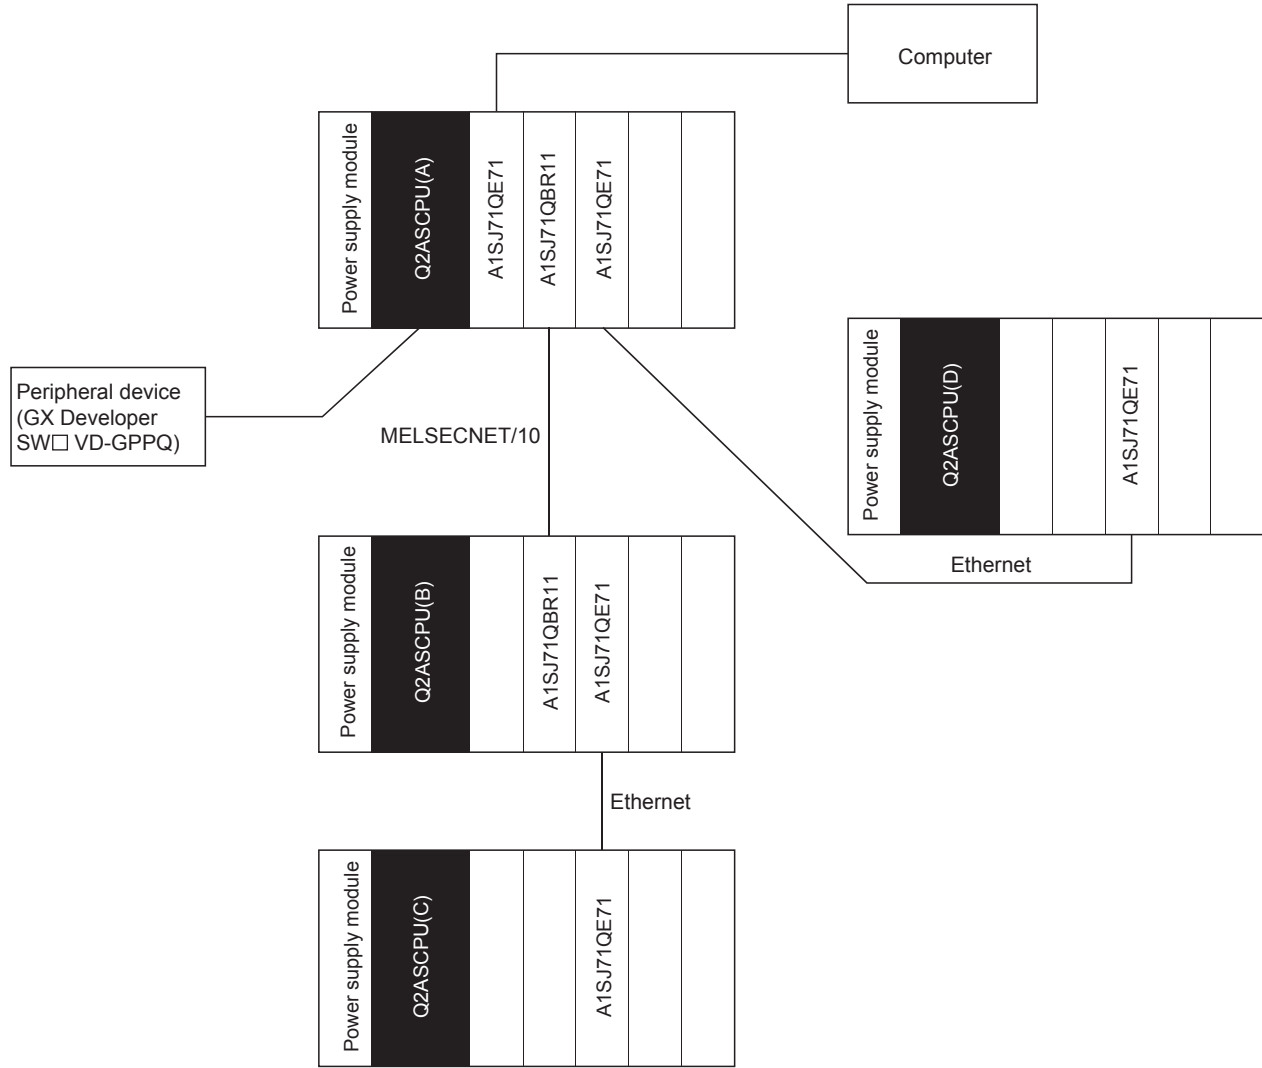 Computer
Power supply module
Q2ASCPU(A)
A1SJ71QE71
A1SJ71QBR11
A1SJ71QE71
Peripheral device
(GX Developer
SW□ VD-GPPQ)
MELSECNET/10
Power supply module
Q2ASCPU(D)
A1SJ71QE71
Ethernet
Power supply module
Q2ASCPU(B)
A1SJ71QBR11
A1SJ71QE71
Ethernet
Power supply module
Q2ASCPU(C)
A1SJ71QE71